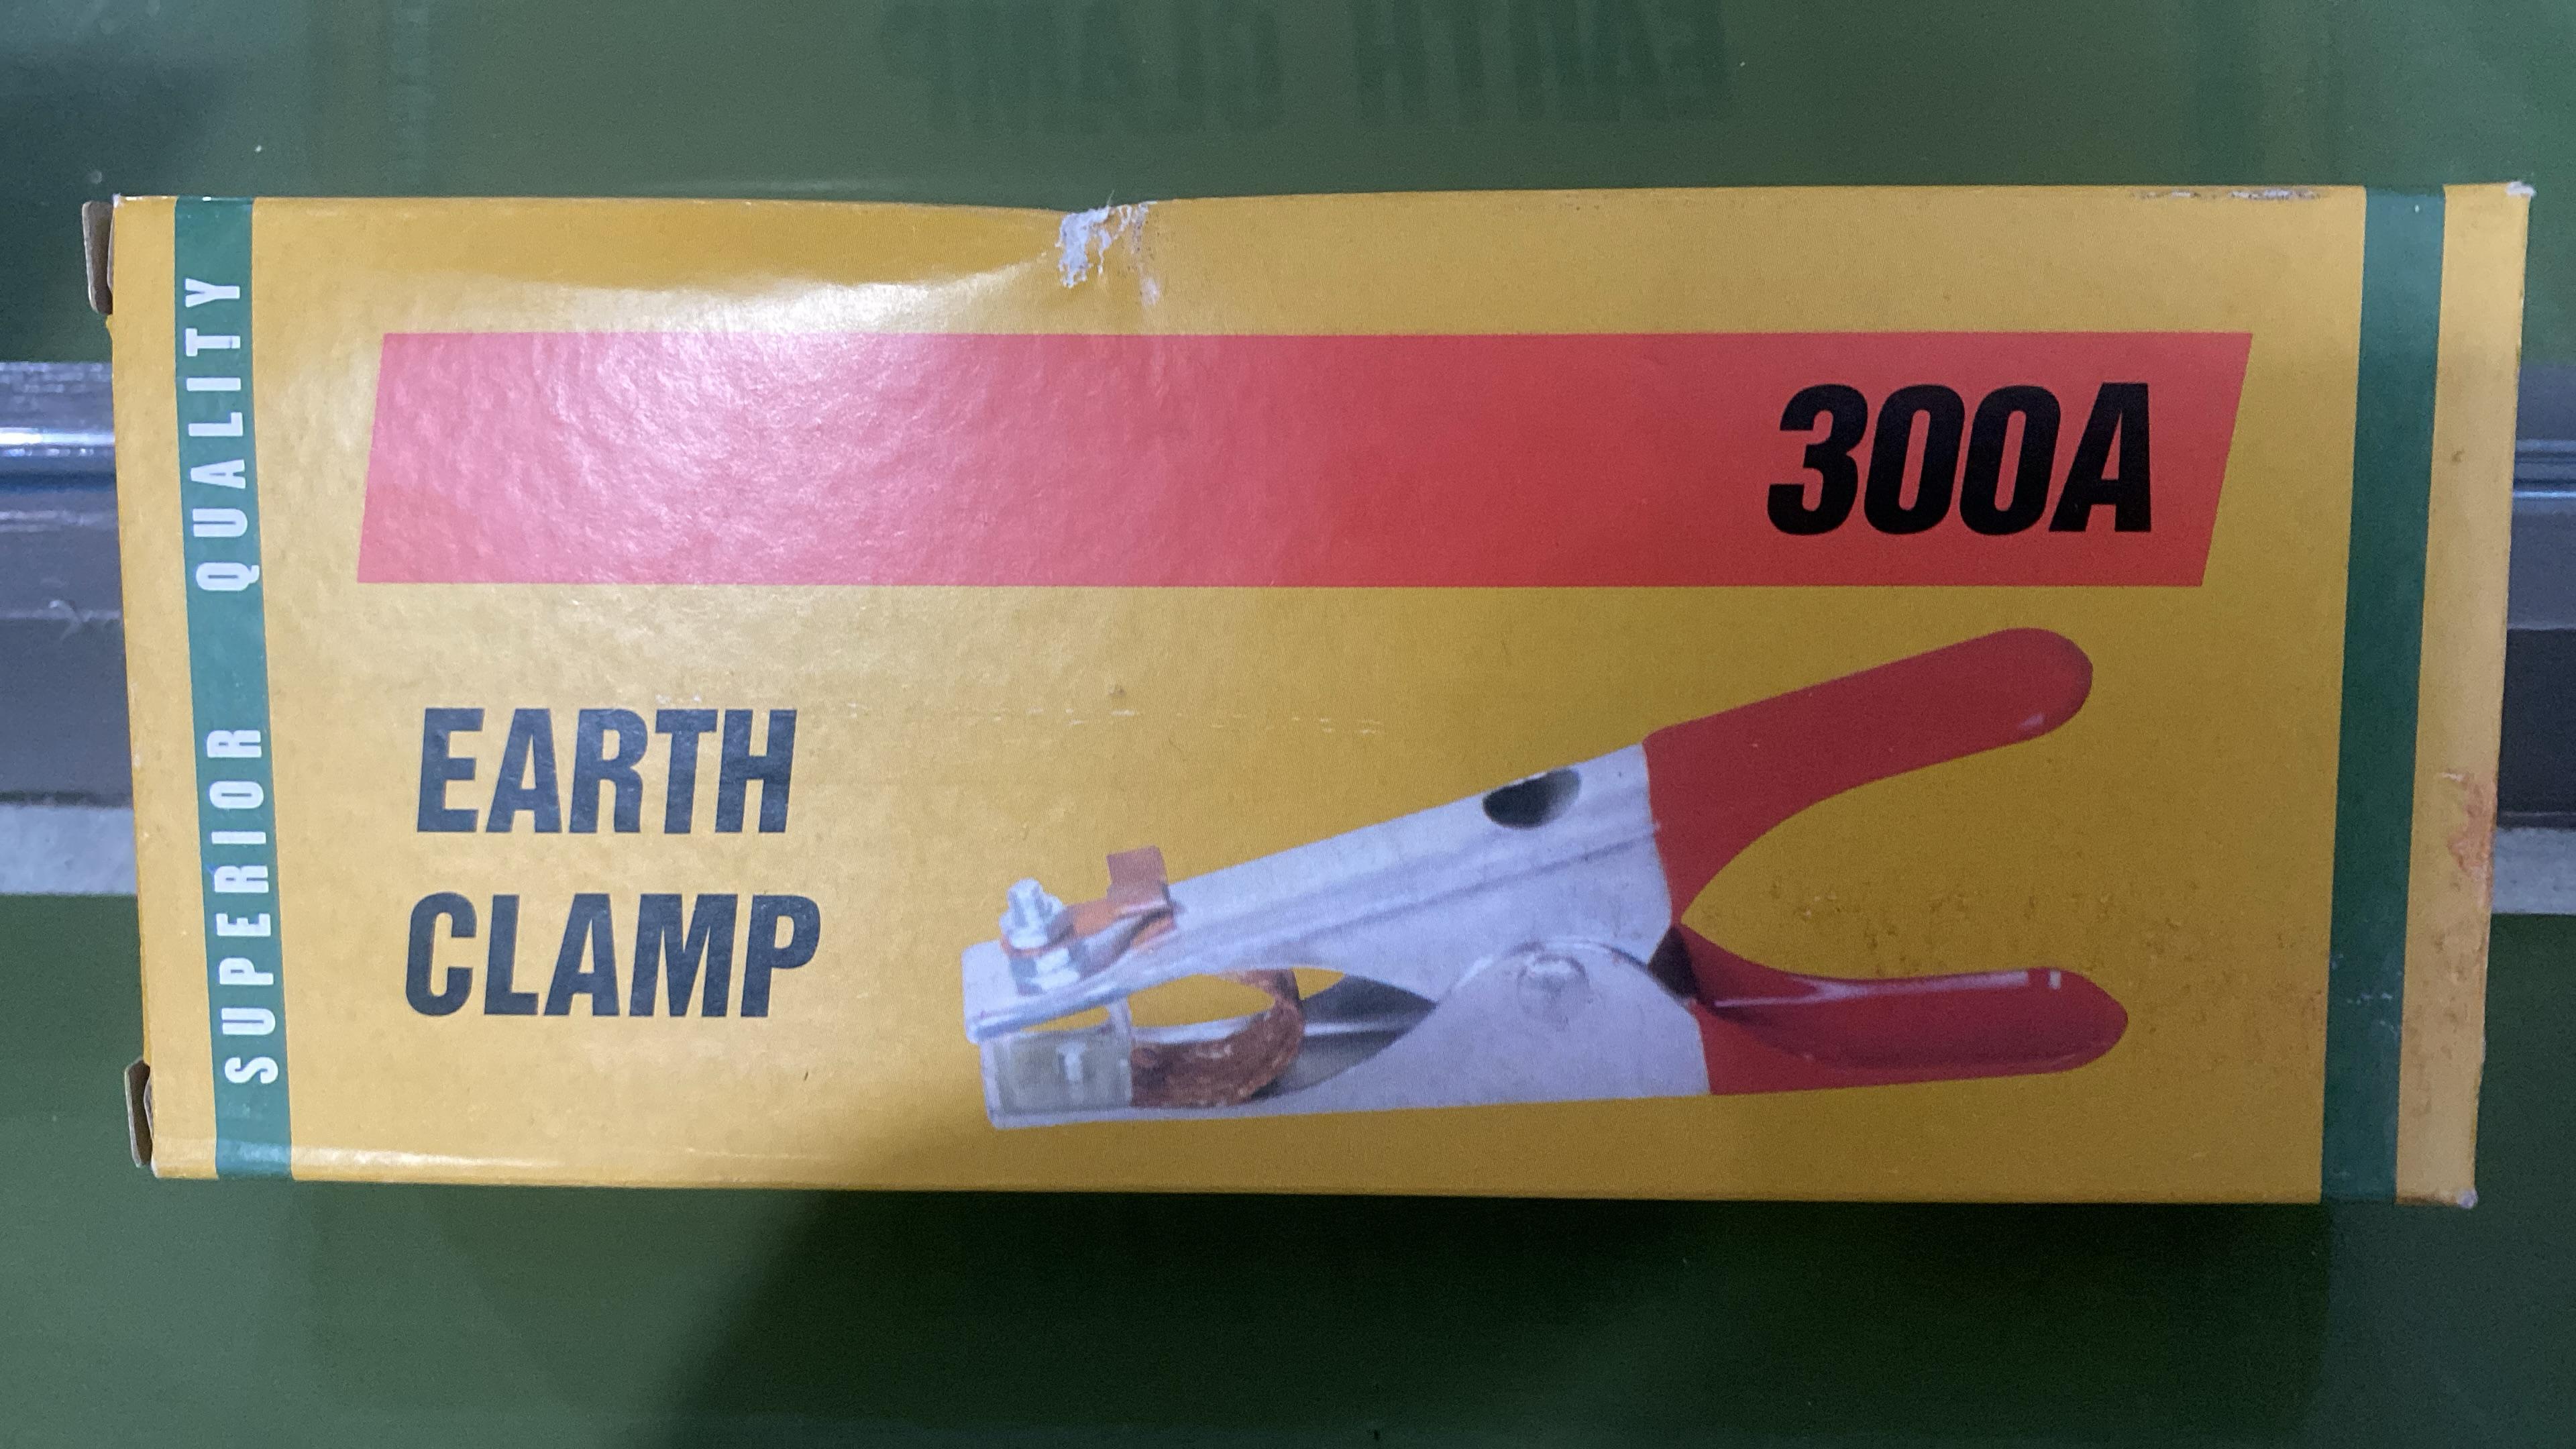 SUPERIOR QUALITY
300A
EARTH
CLAMP